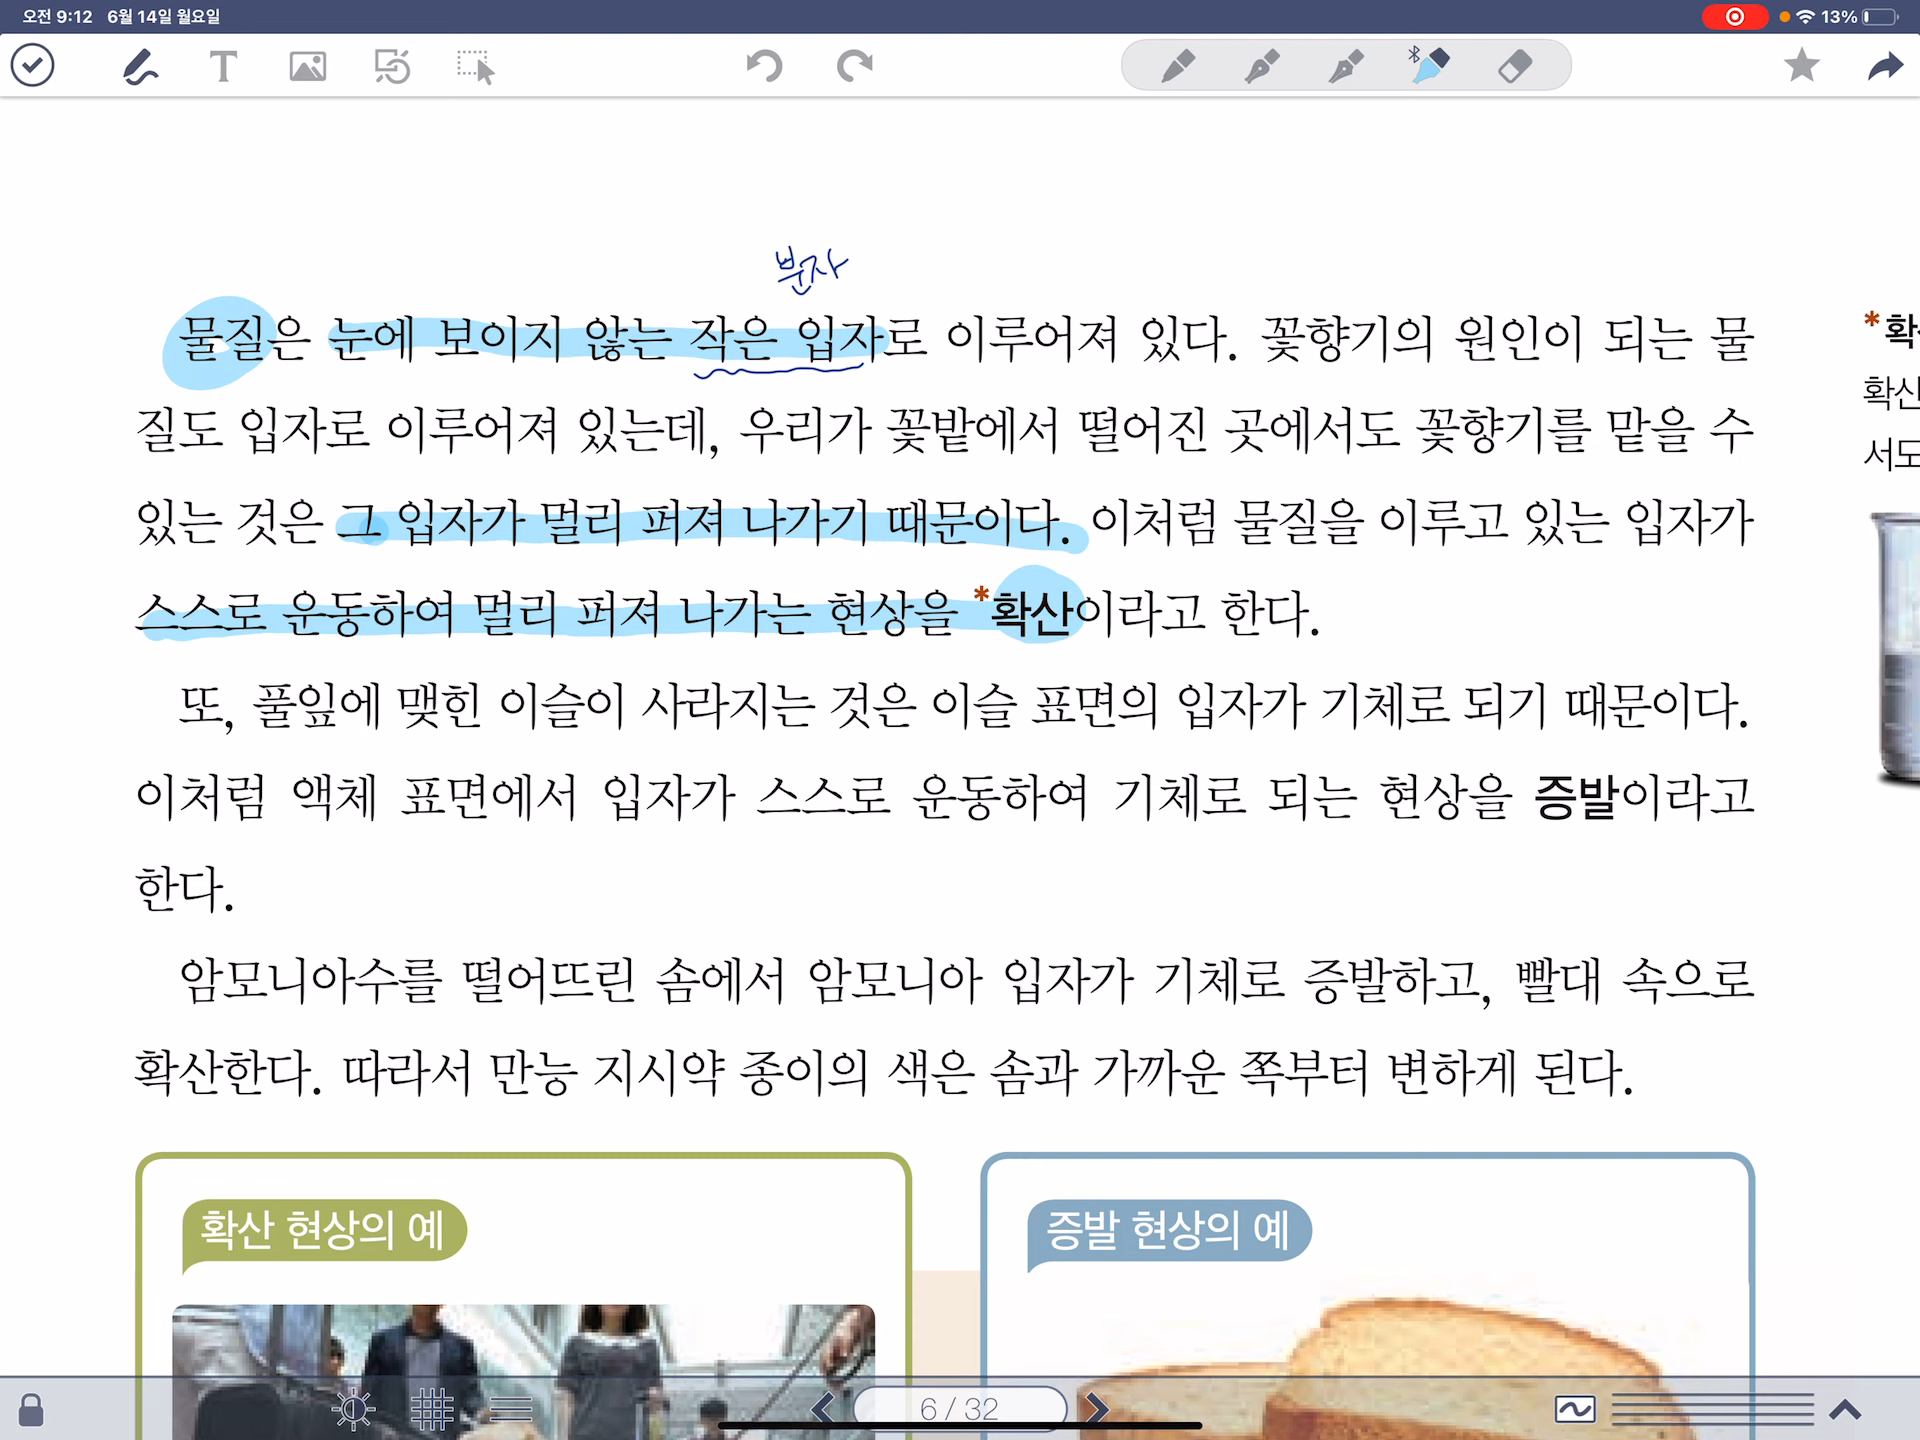 오전 9:12 6월 14일 월요일
13%
분자
물질은 눈에 보이지 않는 작은 입자로 이루어져 있다. 꽃향기의 원인이 되는 물
질도 입자로 이루어져 있는데, 우리가 꽃밭에서 떨어진 곳에서도 꽃향기를 맡을 수
있는 것은 그 입자가 멀리 퍼져 나가기 때문이다. 이처럼 물질을 이루고 있는 입자가
스스로 운동하여 멀리 퍼져 나가는 현상을 *확산이라고 한다.
또, 풀잎에 맺힌 이슬이 사라지는 것은 이슬 표면의 입자가 기체로 되기 때문이다.
이처럼 액체 표면에서 입자가 스스로 운동하여 기체로 되는 현상을 증발이라고
한다.
암모니아수를 떨어뜨린 솜에서 암모니아 입자가 기체로 증발하고, 빨대 속으로
확산한다. 따라서 만능 지시약 종이의 색은 솜과 가까운 쪽부터 변하게 된다.
*확
확산
서도
확산 현상의 예
증발 현상의 예
6 / 32